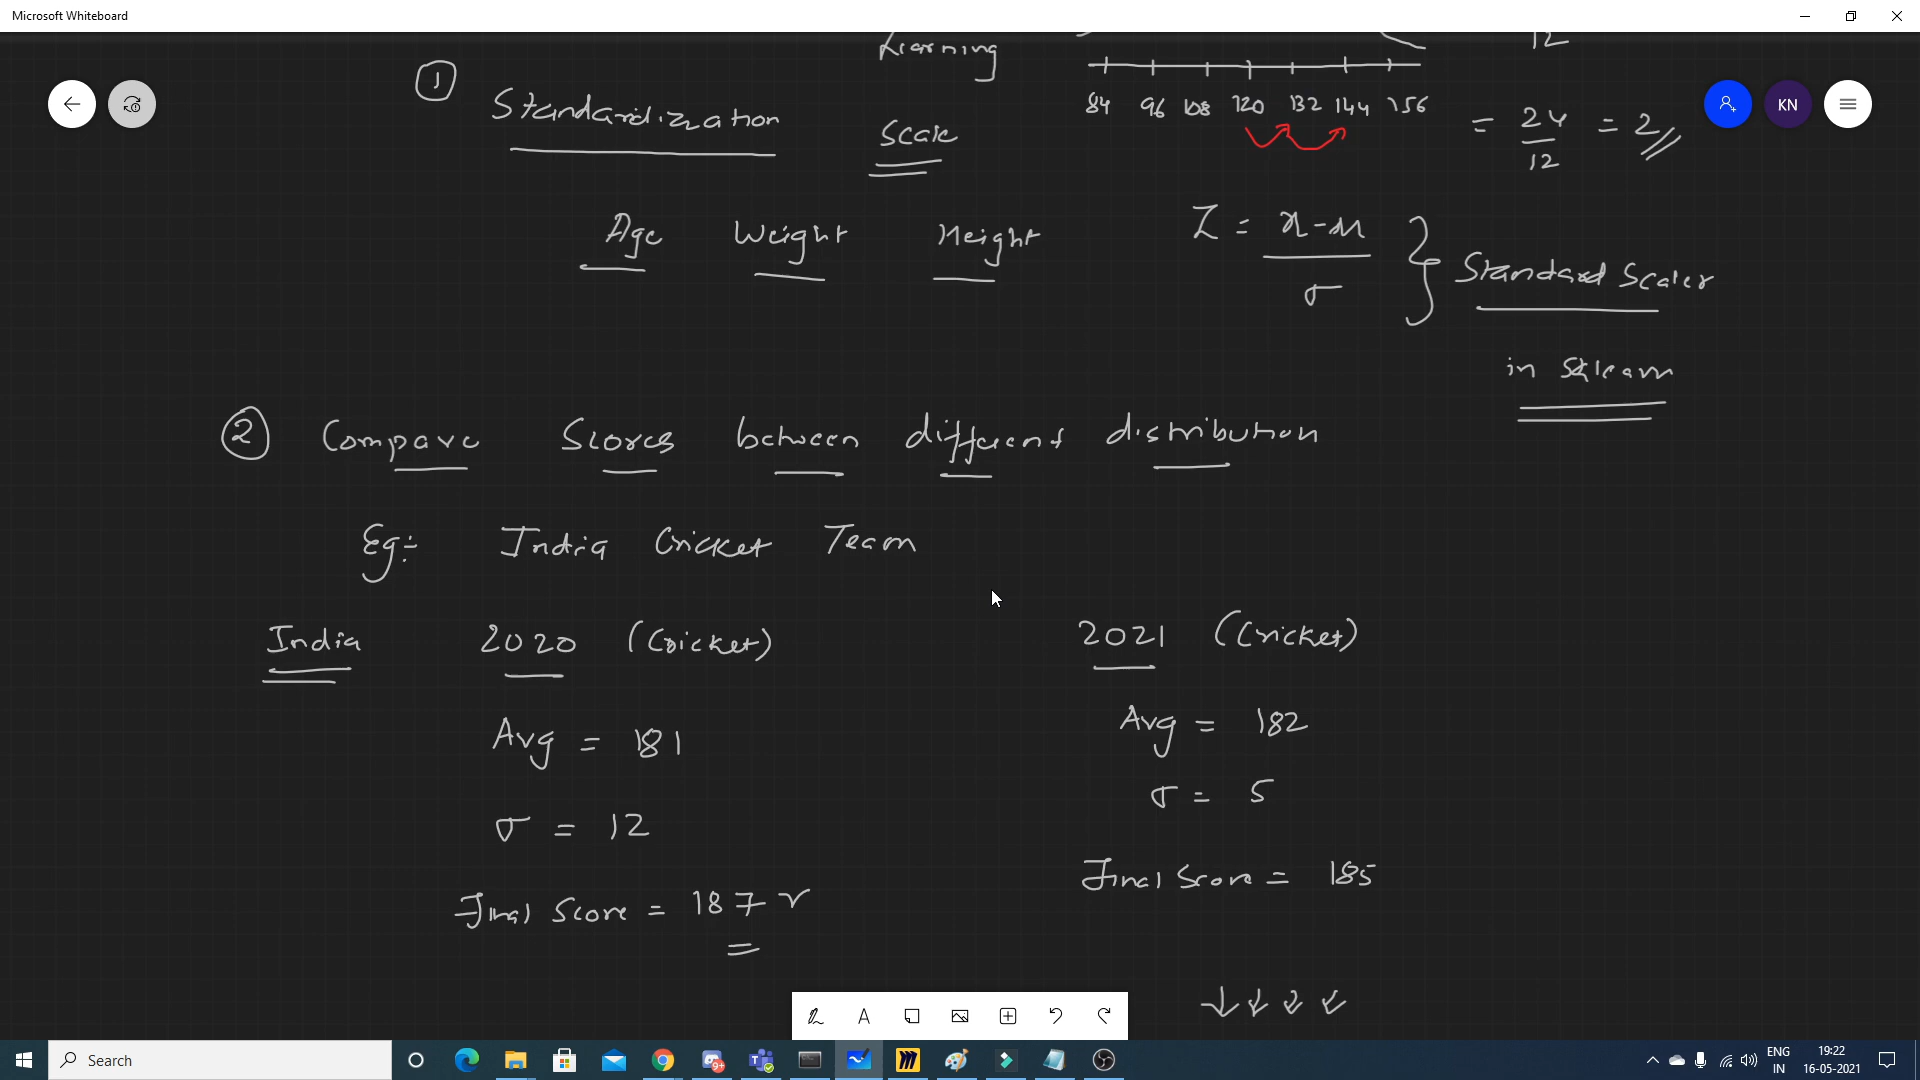 Microsoft Whiteboard
Learning
12
①
Standardization
Scale
84 96 108 120 132 144 156
= 24 = 2
12
KN
Age Weight Height
Z = x-μ
σ
Standard Scaler
in Sklearn
② Compare Scores between different distribution
Eg:- India Cricket Team
India 2020 (Cricket) 2021 (Cricket)
Avg = 181 Avg = 182
σ = 12 σ = 5
Final Score = 187 Final Score = 185
A
Search
9+
ENG
IN
19:22
16-05-2021